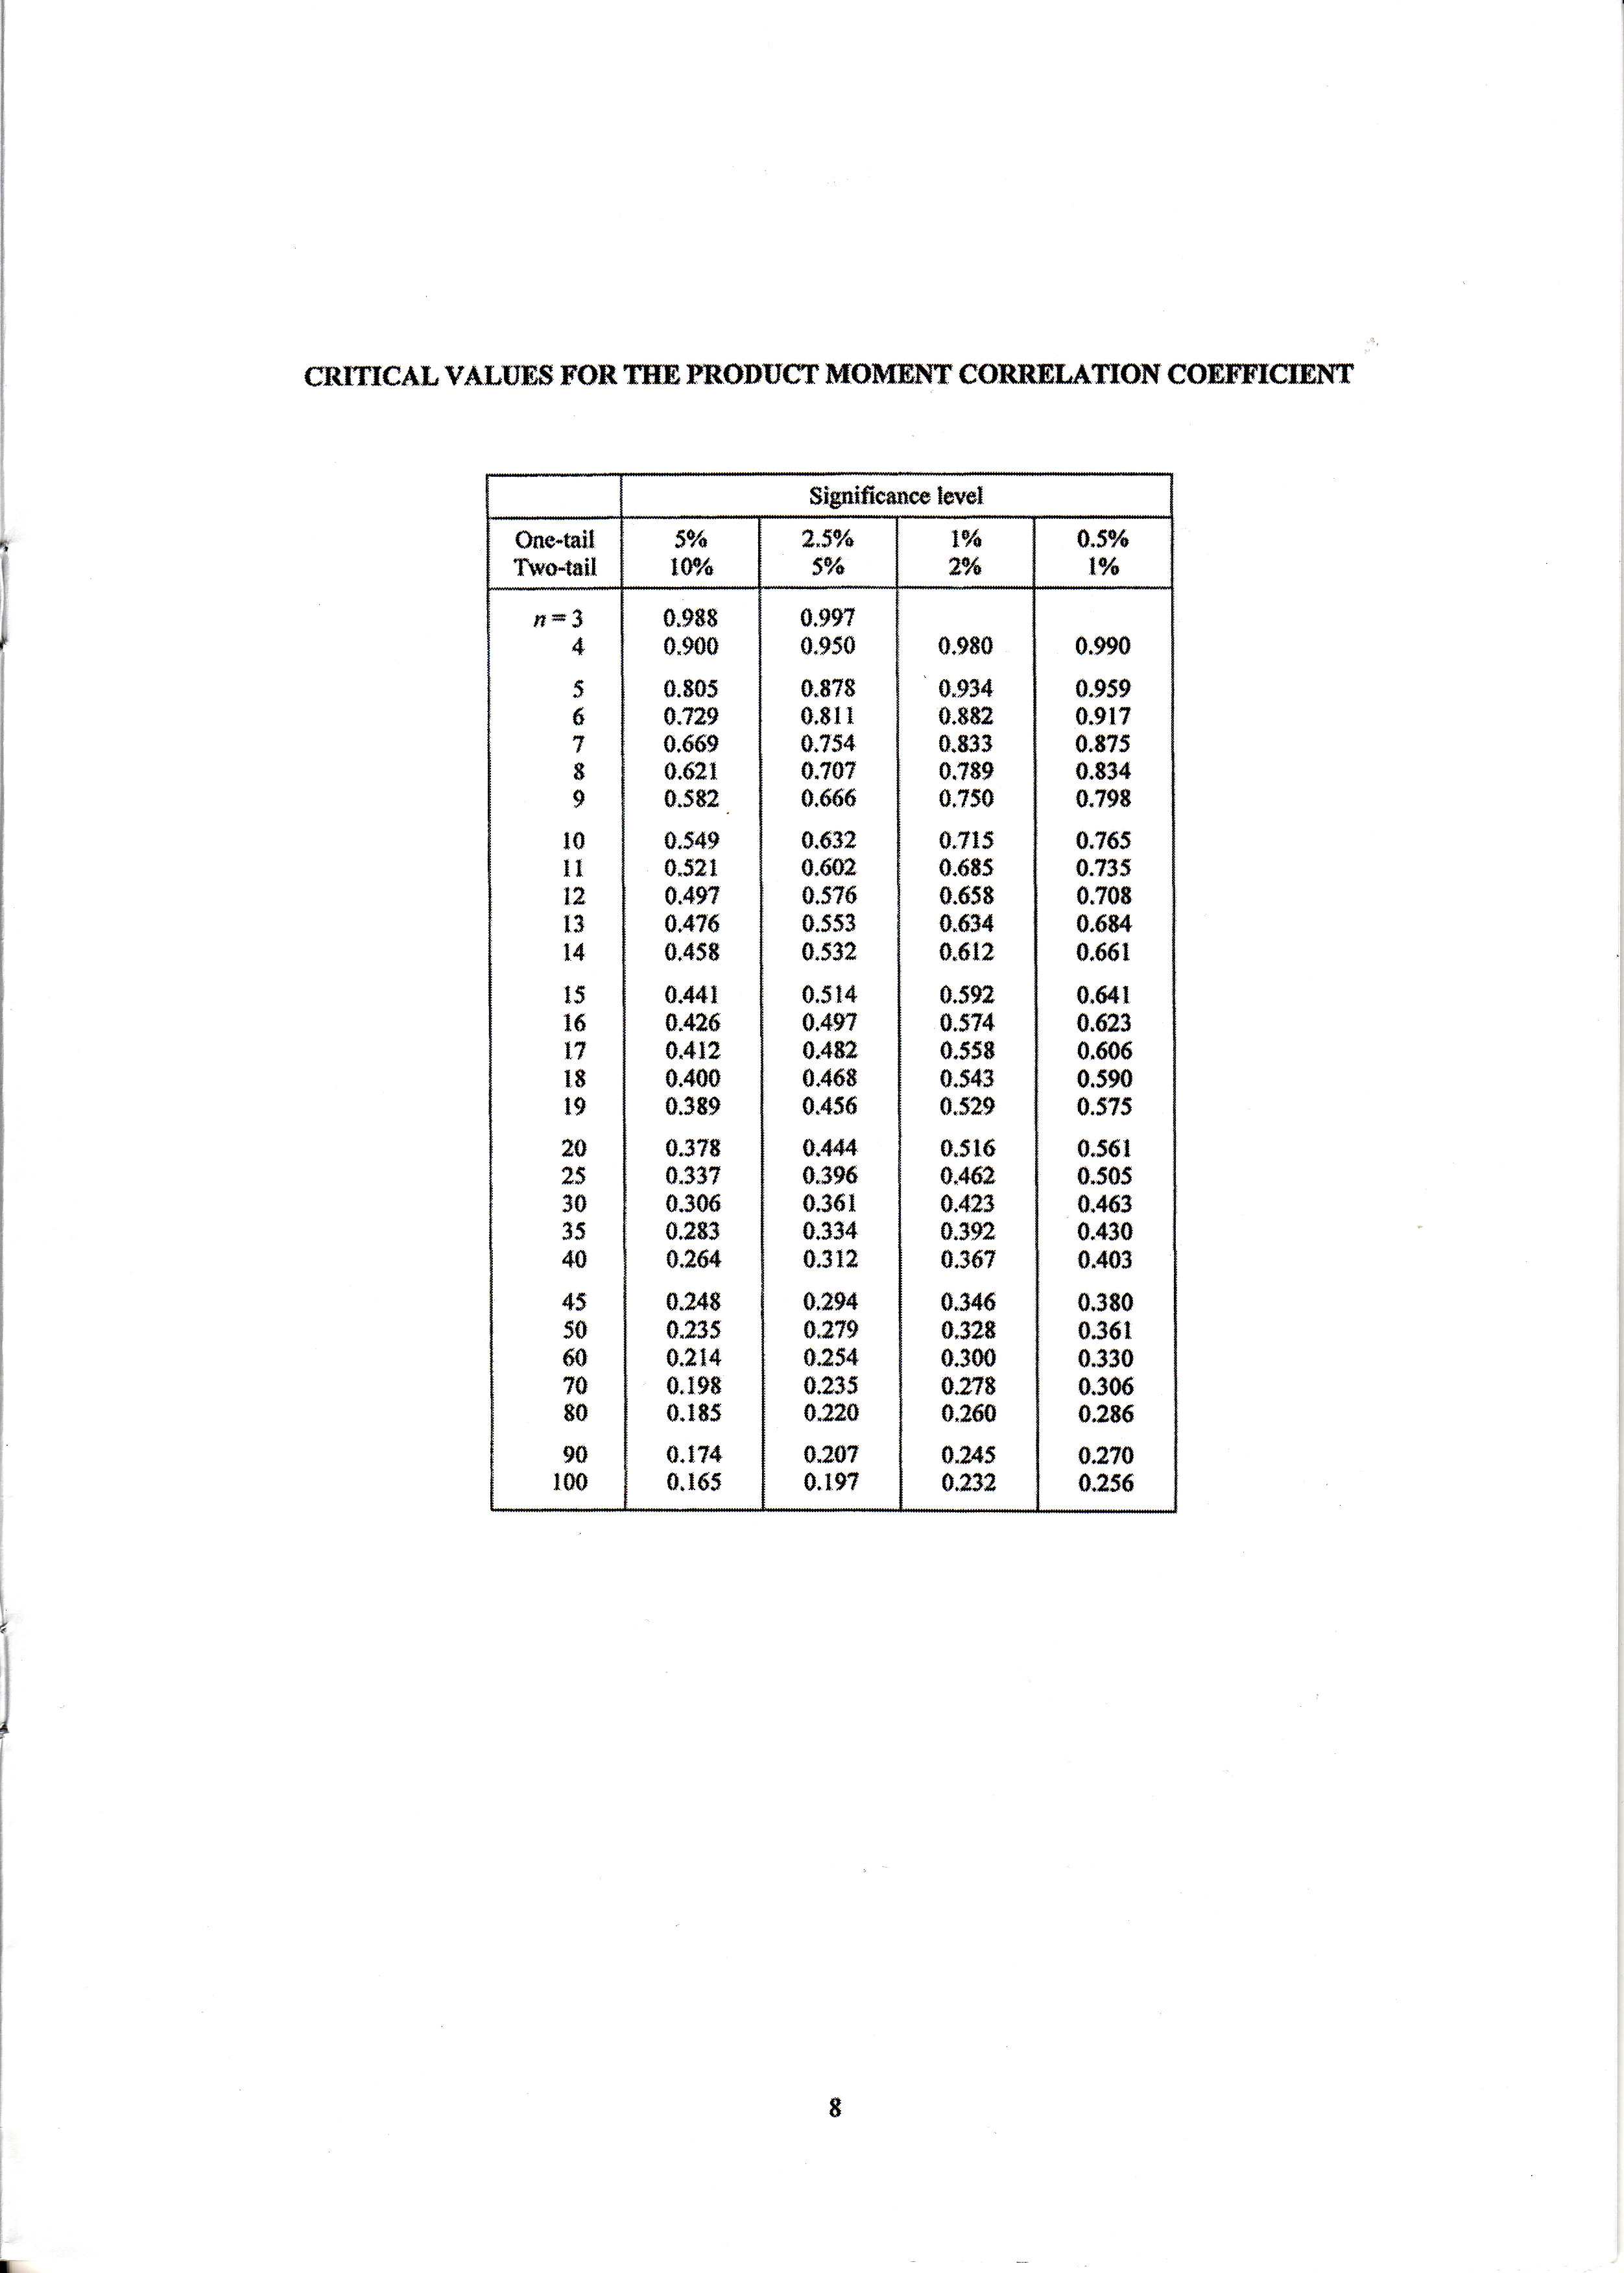 CRITICAL VALUES FOR THE PRODUCT MOMENT CORRELATION COEFFICIENT
Significance level
One-tail 5% 2.5% 1% 0.5%
Two-tail 10% 5% 2% 1%
n = 3 0.988 0.997
4 0.900 0.950 0.980 0.990
5 0.805 0.878 0.934 0.959
6 0.729 0.811 0.882 0.917
7 0.669 0.754 0.833 0.875
8 0.621 0.707 0.789 0.834
9 0.582 0.666 0.750 0.798
10 0.549 0.632 0.715 0.765
11 0.521 0.602 0.685 0.735
12 0.497 0.576 0.658 0.708
13 0.476 0.553 0.634 0.684
14 0.458 0.532 0.612 0.661
15 0.441 0.514 0.592 0.641
16 0.426 0.497 0.574 0.623
17 0.412 0.482 0.558 0.606
18 0.400 0.468 0.543 0.590
19 0.389 0.456 0.529 0.575
20 0.378 0.444 0.516 0.561
25 0.337 0.396 0.462 0.505
30 0.306 0.361 0.423 0.463
35 0.283 0.334 0.392 0.430
40 0.264 0.312 0.367 0.403
45 0.248 0.294 0.346 0.380
50 0.235 0.279 0.328 0.361
60 0.214 0.254 0.300 0.330
70 0.198 0.235 0.278 0.306
80 0.185 0.220 0.260 0.286
90 0.174 0.207 0.245 0.270
100 0.165 0.197 0.232 0.256
8